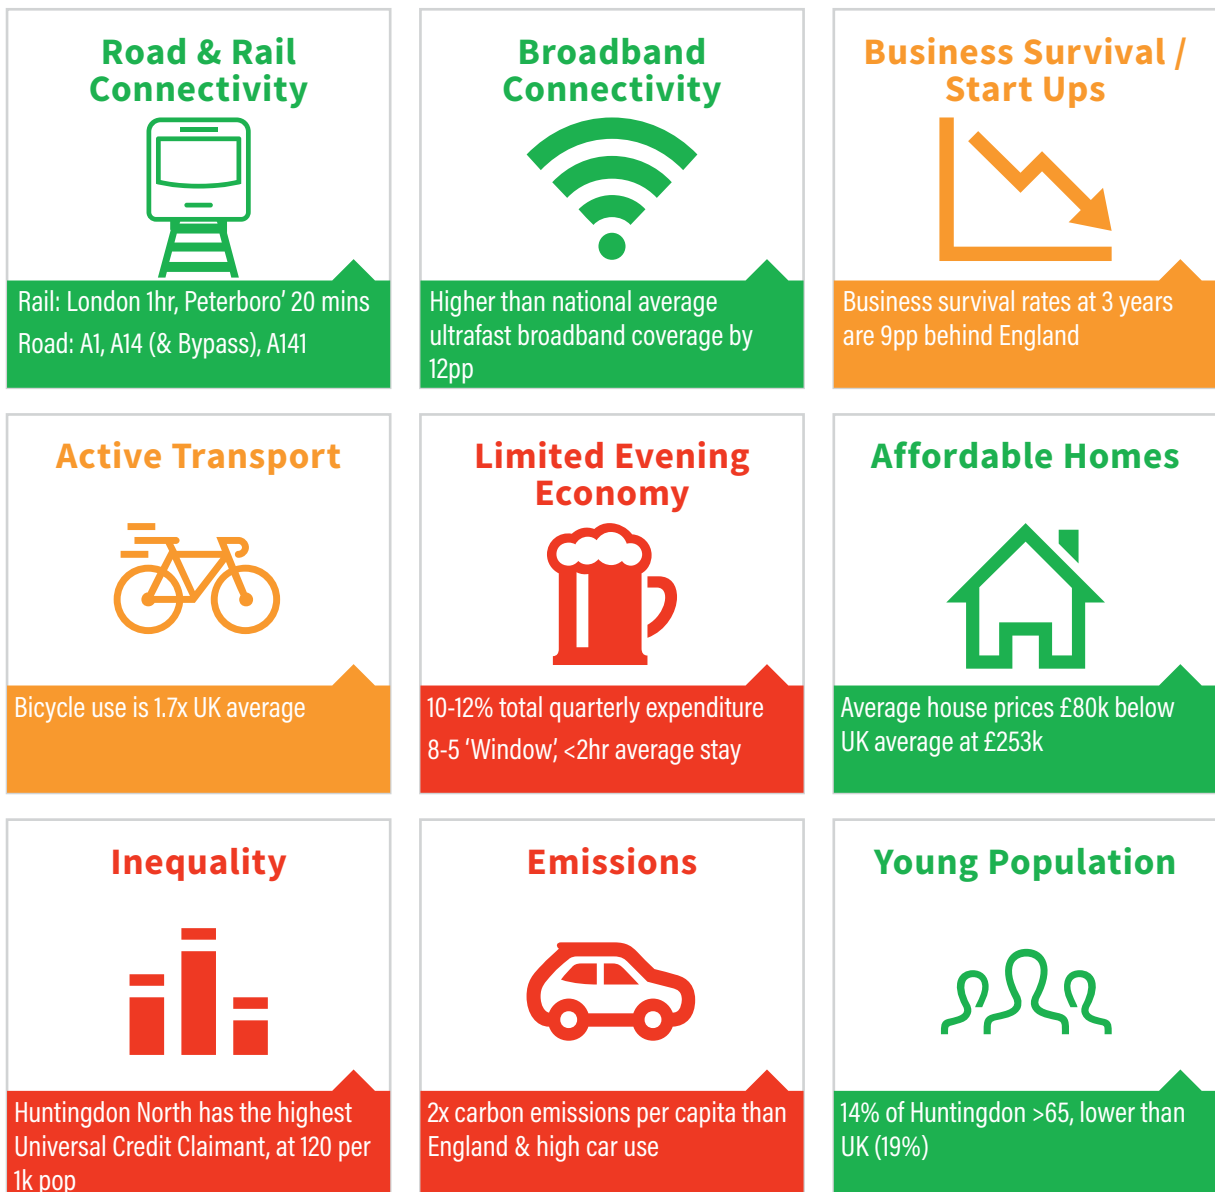 Road & Rail
Connectivity
Rail: London 1hr, Peterboro’ 20 mins
Road: A1, A14 (& Bypass), A141
Broadband
Connectivity
Higher than national average
ultrafast broadband coverage by
12pp
Business Survival /
Start Ups
Business survival rates at 3 years
are 9pp behind England
Active Transport
Bicycle use is 1.7x UK average
Limited Evening
Economy
10-12% total quarterly expenditure
8-5 ‘Window’, <2hr average stay
Affordable Homes
Average house prices £80k below
UK average at £253k
Inequality
Huntingdon North has the highest
Universal Credit Claimant, at 120 per
1k pop
Emissions
2x carbon emissions per capita than
England & high car use
Young Population
14% of Huntingdon >65, lower than
UK (19%)